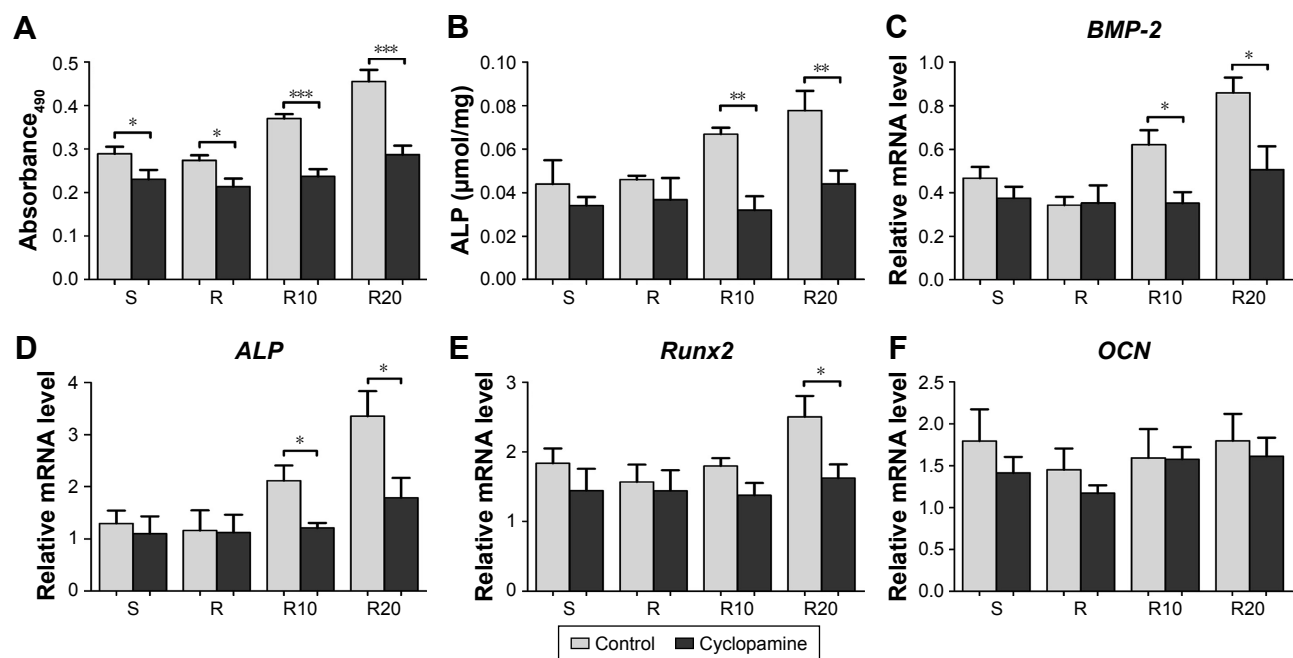 A
Absorbance490
0.5
0.4
0.3
0.2
0.1
0.0
*
*
***
***
S R R10 R20
B
ALP (µmol/mg)
0.10
0.08
0.06
0.04
0.02
0.00
**
**
S R R10 R20
C
BMP-2
Relative mRNA level
1.0
0.8
0.6
0.4
0.2
0.0
*
*
S R R10 R20
D
ALP
Relative mRNA level
4
3
2
1
0
*
*
S R R10 R20
E
Runx2
Relative mRNA level
3
2
1
0
*
S R R10 R20
F
OCN
Relative mRNA level
2.5
2.0
1.5
1.0
0.5
0.0
S R R10 R20
Control Cyclopamine